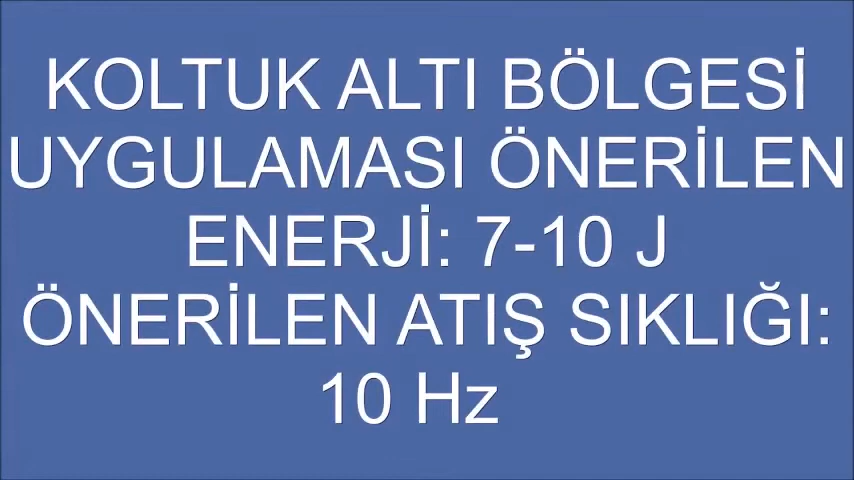 KOLTUK ALTI BÖLGESİ
UYGULAMASI ÖNERİLEN
ENERJİ: 7-10 J
ÖNERİLEN ATIŞ SIKLIĞI:
10 Hz